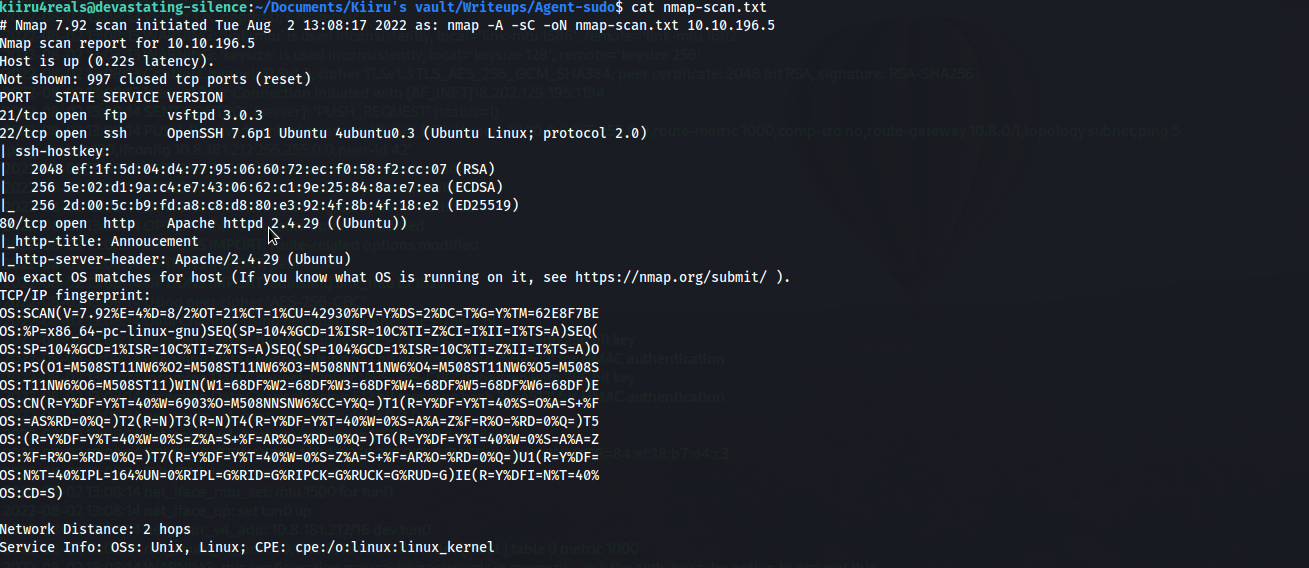 kiiru4reals@devastating-silence:~/Documents/Kiiru's vault/Writeups/Agent-sudo$ cat nmap-scan.txt
# Nmap 7.92 scan initiated Tue Aug  2 13:08:17 2022 as: nmap -A -sC -oN nmap-scan.txt 10.10.196.5
Nmap scan report for 10.10.196.5
Host is up (0.22s latency).
Not shown: 997 closed tcp ports (reset)
PORT   STATE SERVICE VERSION
21/tcp open  ftp     vsftpd 3.0.3
22/tcp open  ssh     OpenSSH 7.6p1 Ubuntu 4ubuntu0.3 (Ubuntu Linux; protocol 2.0)
| ssh-hostkey:
|   2048 ef:1f:5d:04:d4:77:95:06:60:72:ec:f0:58:f2:cc:07 (RSA)
|   256 5e:02:d1:9a:c4:e7:43:06:62:c1:9e:25:84:8a:e7:ea (ECDSA)
|_  256 2d:00:5c:b9:fd:a8:c8:d8:80:e3:92:4f:8b:4f:18:e2 (ED25519)
80/tcp open  http    Apache httpd 2.4.29 ((Ubuntu))
|_http-title: Annoucement
|_http-server-header: Apache/2.4.29 (Ubuntu)
No exact OS matches for host (If you know what OS is running on it, see https://nmap.org/submit/ ).
TCP/IP fingerprint:
OS:SCAN(V=7.92%E=4%D=8/2%OT=21%CT=1%CU=42930%PV=Y%DS=2%DC=T%G=Y%TM=62E8F7BE
OS:%P=x86_64-pc-linux-gnu)SEQ(SP=104%GCD=1%ISR=10C%TI=Z%CI=I%II=I%TS=A)SEQ(
OS:SP=104%GCD=1%ISR=10C%TI=Z%TS=A)SEQ(SP=104%GCD=1%ISR=10C%TI=Z%II=I%TS=A)O
OS:PS(O1=M508ST11NW6%O2=M508ST11NW6%O3=M508NNT11NW6%O4=M508ST11NW6%O5=M508S
OS:T11NW6%O6=M508ST11)WIN(W1=68DF%W2=68DF%W3=68DF%W4=68DF%W5=68DF%W6=68DF)E
OS:CN(R=Y%DF=Y%T=40%W=6903%O=M508NNSNW6%CC=Y%Q=)T1(R=Y%DF=Y%T=40%S=O%A=S+%F
OS:=AS%RD=0%Q=)T2(R=N)T3(R=N)T4(R=Y%DF=Y%T=40%W=0%S=A%A=Z%F=R%O=%RD=0%Q=)T5
OS:(R=Y%DF=Y%T=40%W=0%S=Z%A=S+%F=AR%O=%RD=0%Q=)T6(R=Y%DF=Y%T=40%W=0%S=A%A=Z
OS:%F=R%O=%RD=0%Q=)T7(R=Y%DF=Y%T=40%W=0%S=Z%A=S+%F=AR%O=%RD=0%Q=)U1(R=Y%DF=
OS:N%T=40%IPL=164%UN=0%RIPL=G%RID=G%RIPCK=G%RUCK=G%RUD=G)IE(R=Y%DFI=N%T=40%
OS:CD=S)
Network Distance: 2 hops
Service Info: OSs: Unix, Linux; CPE: cpe:/o:linux:linux_kernel